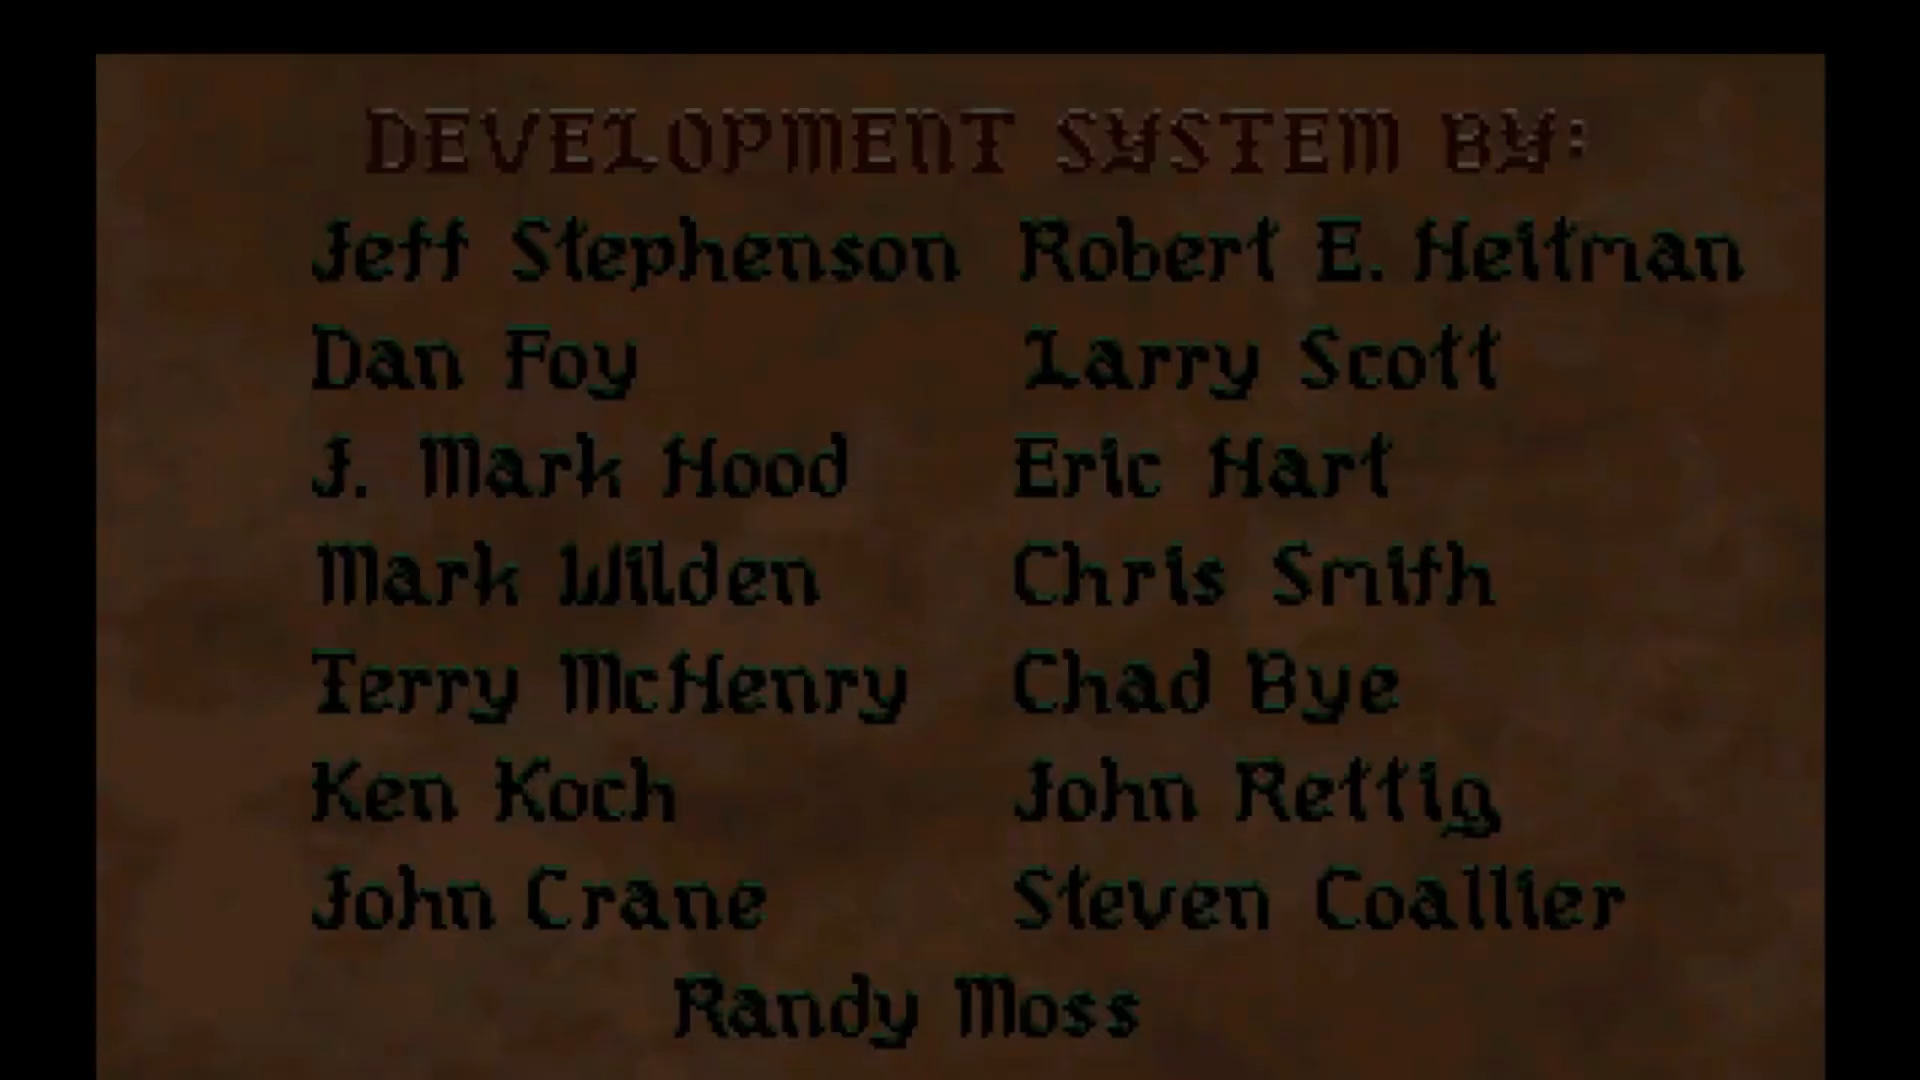 DEVELOPMENT SYSTEM BY:
Jeff Stephenson Robert E. Heitman
Dan Foy Larry Scott
J. Mark Hood Eric Hart
Mark Wilden Chris Smith
Terry McHenry Chad Bye
Ken Koch John Rettig
John Crane Steven Coallier
Randy Moss